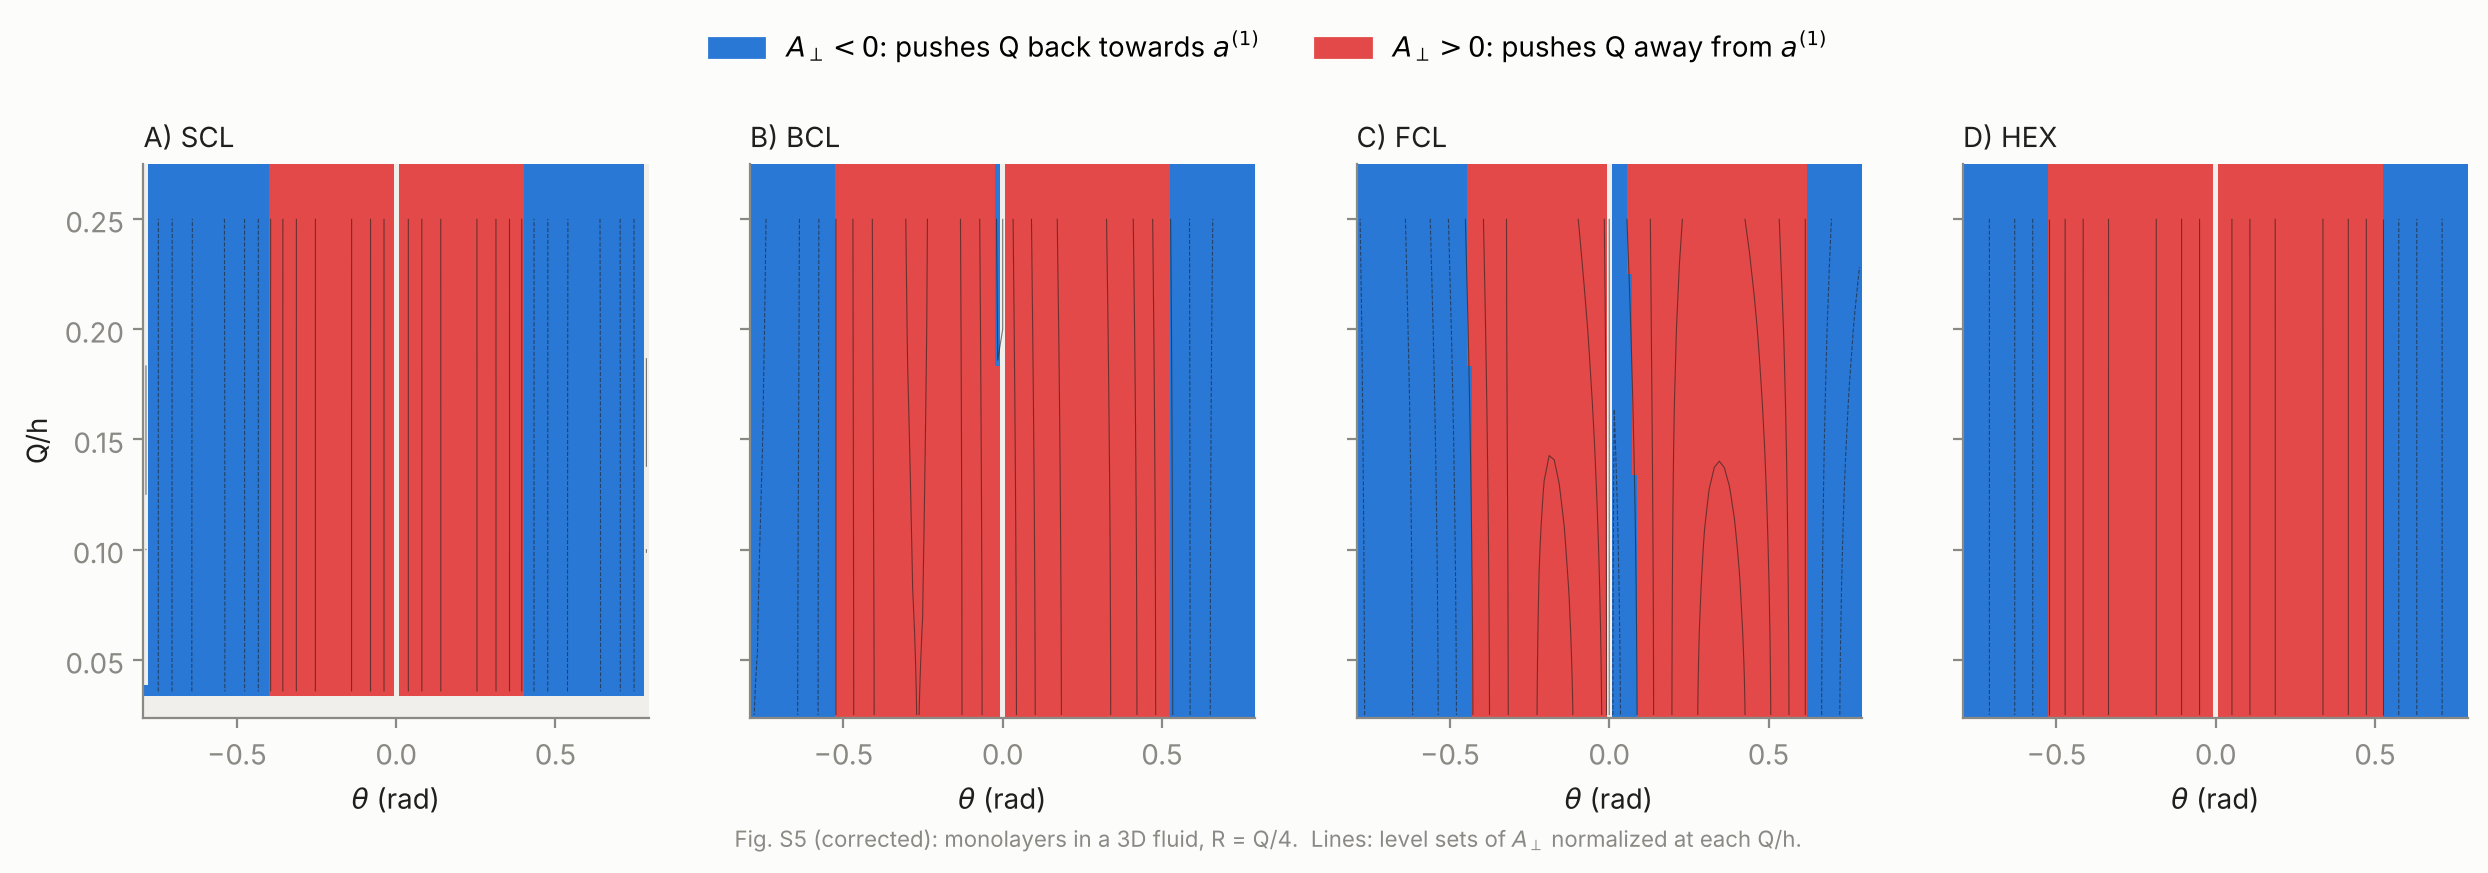 A⊥ < 0: pushes Q back towards a⁽¹⁾
A⊥ > 0: pushes Q away from a⁽¹⁾
A) SCL
B) BCL
C) FCL
D) HEX
0.25
0.20
0.15
0.10
0.05
Q/h
−0.5 0.0 0.5
−0.5 0.0 0.5
−0.5 0.0 0.5
−0.5 0.0 0.5
θ (rad)
θ (rad)
θ (rad)
θ (rad)
Fig. S5 (corrected): monolayers in a 3D fluid, R = Q/4. Lines: level sets of A⊥ normalized at each Q/h.